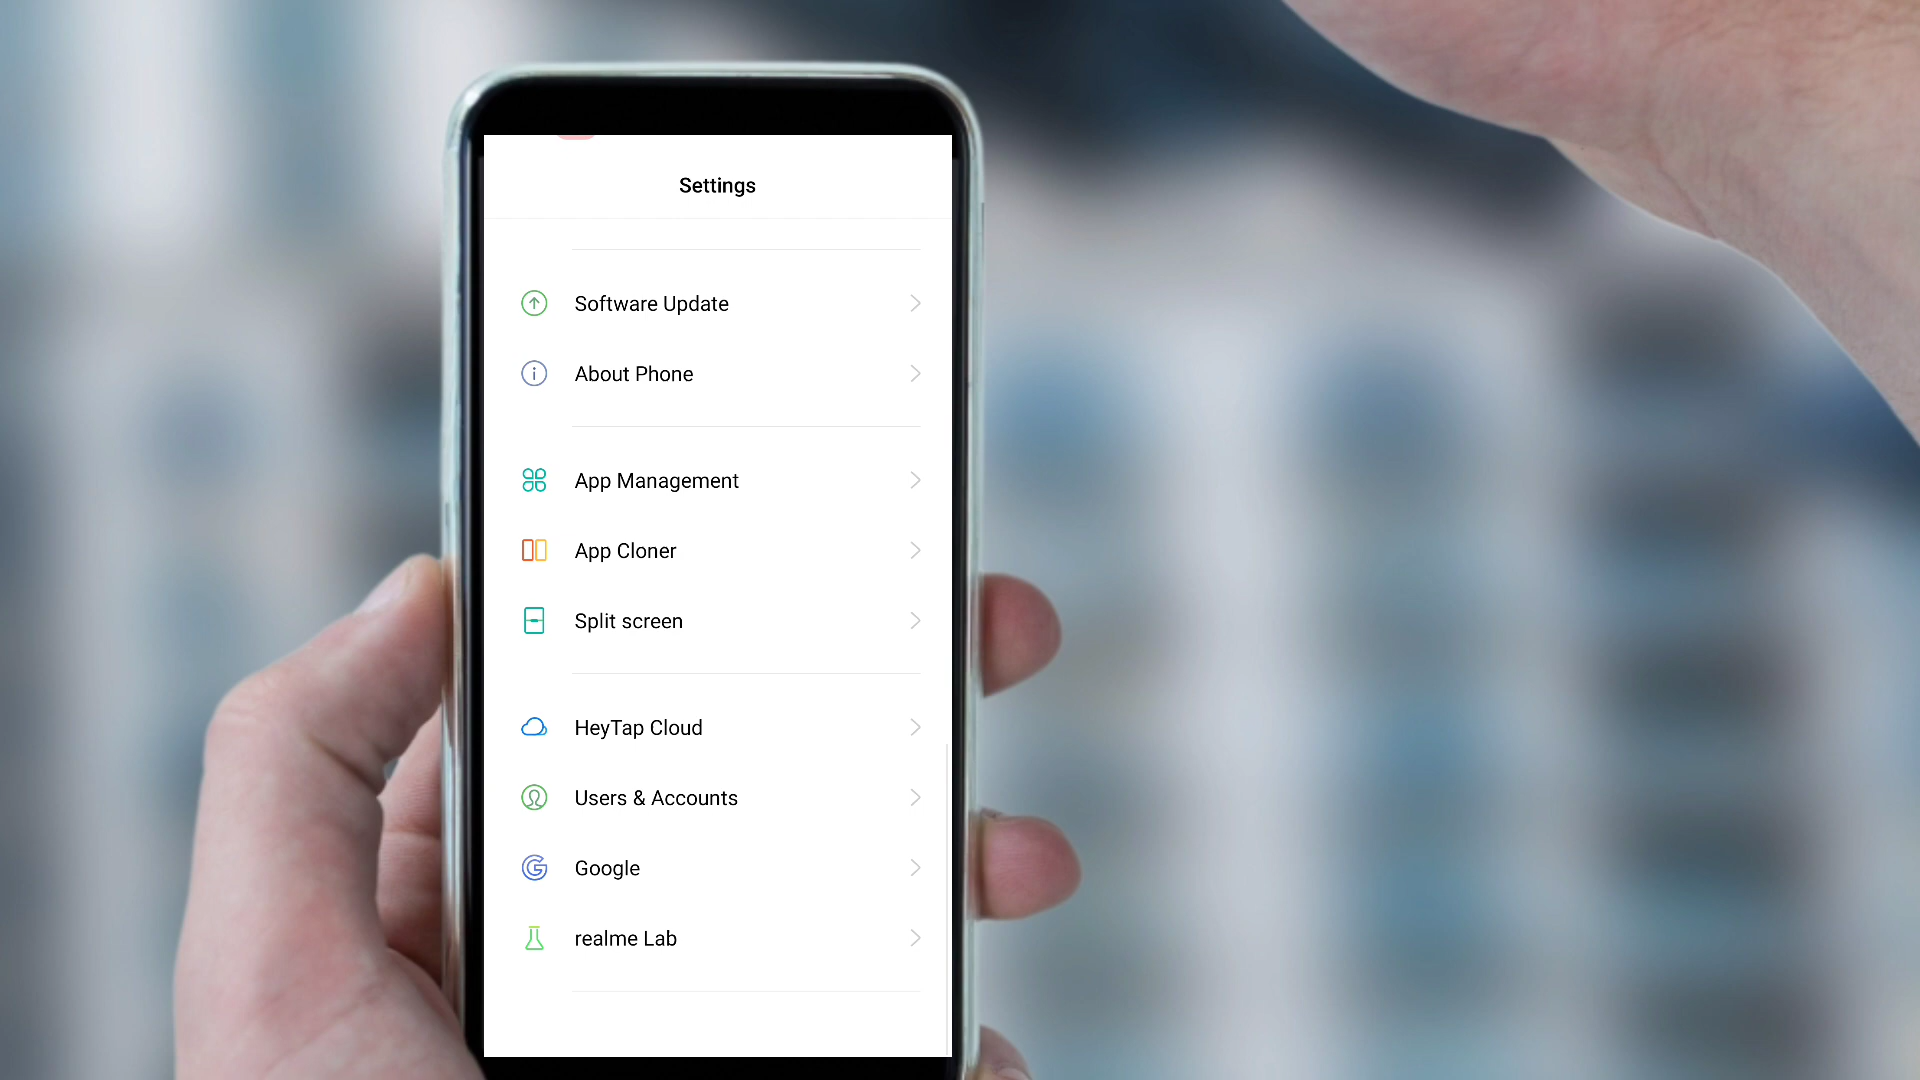 Settings
Software Update
About Phone
App Management
App Cloner
Split screen
HeyTap Cloud
Users & Accounts
Google
realme Lab